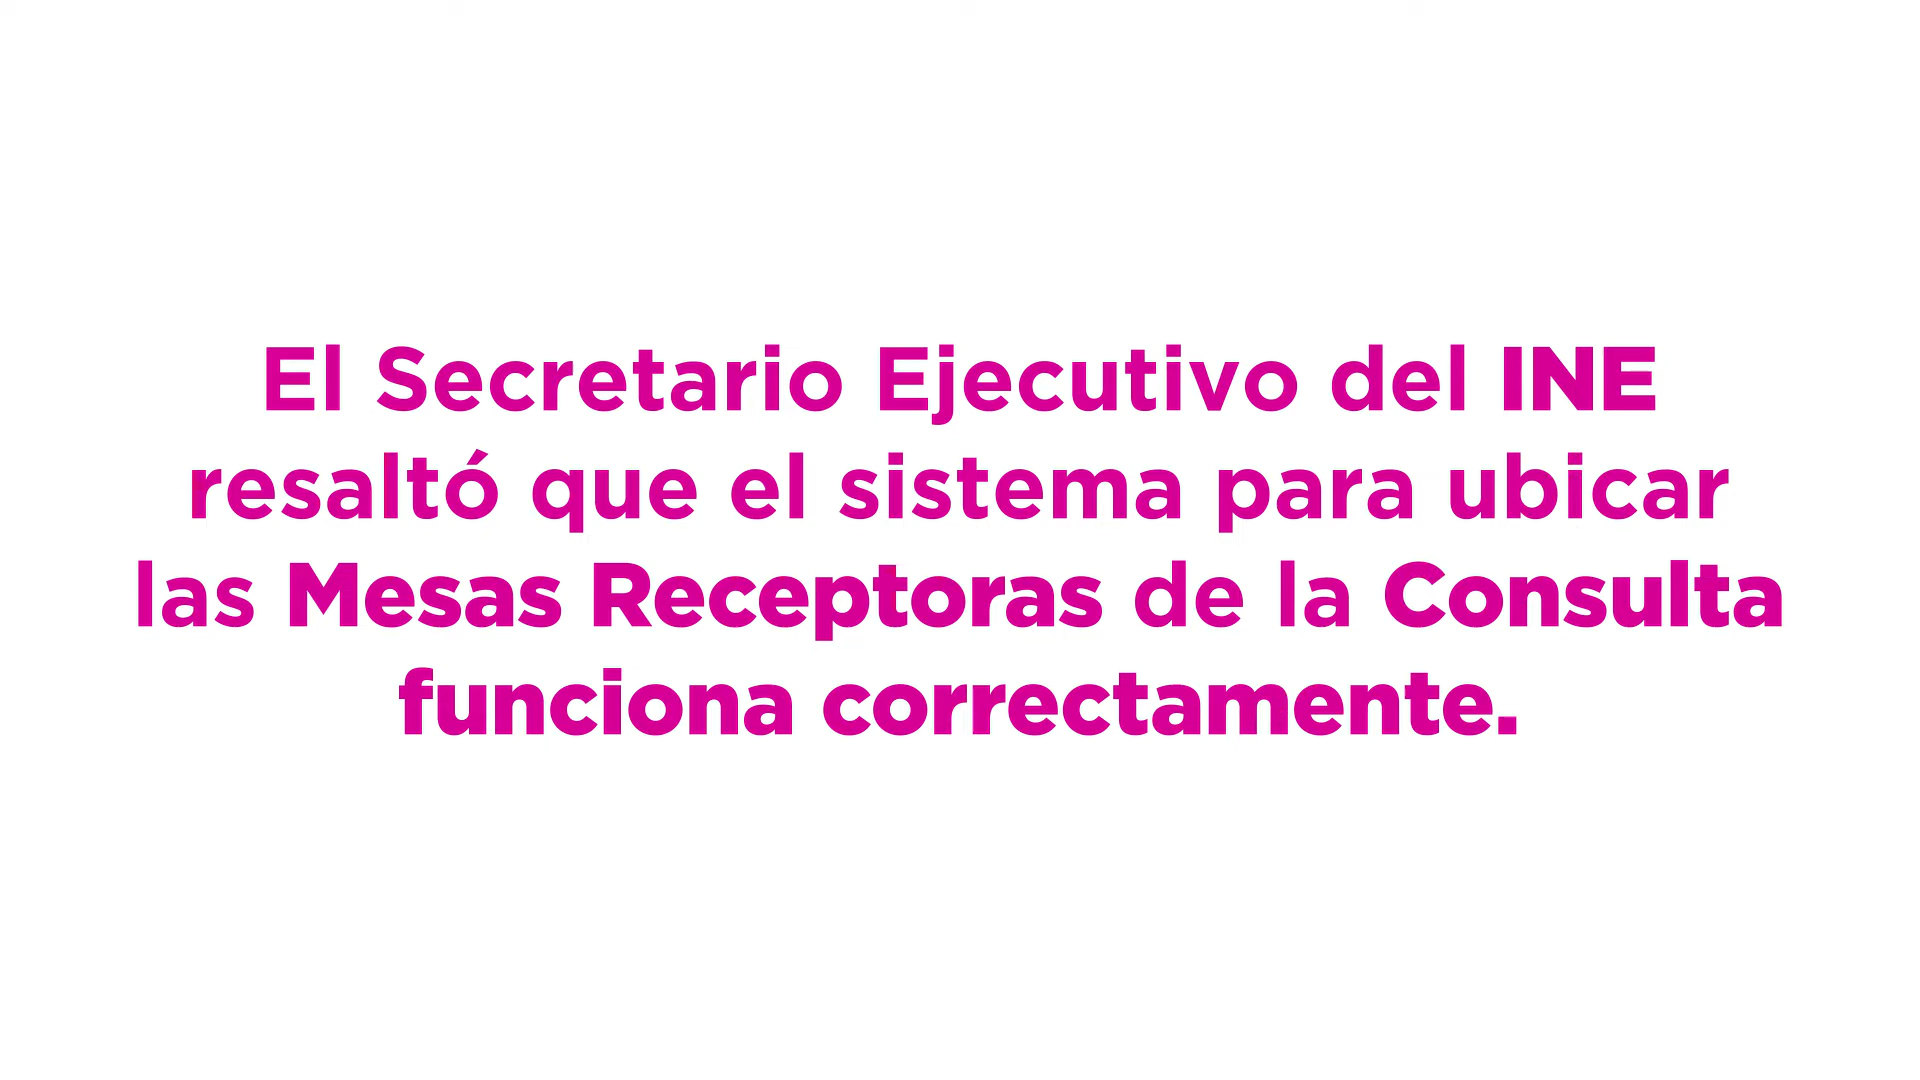 El Secretario Ejecutivo del INE
resaltó que el sistema para ubicar
las Mesas Receptoras de la Consulta
funciona correctamente.